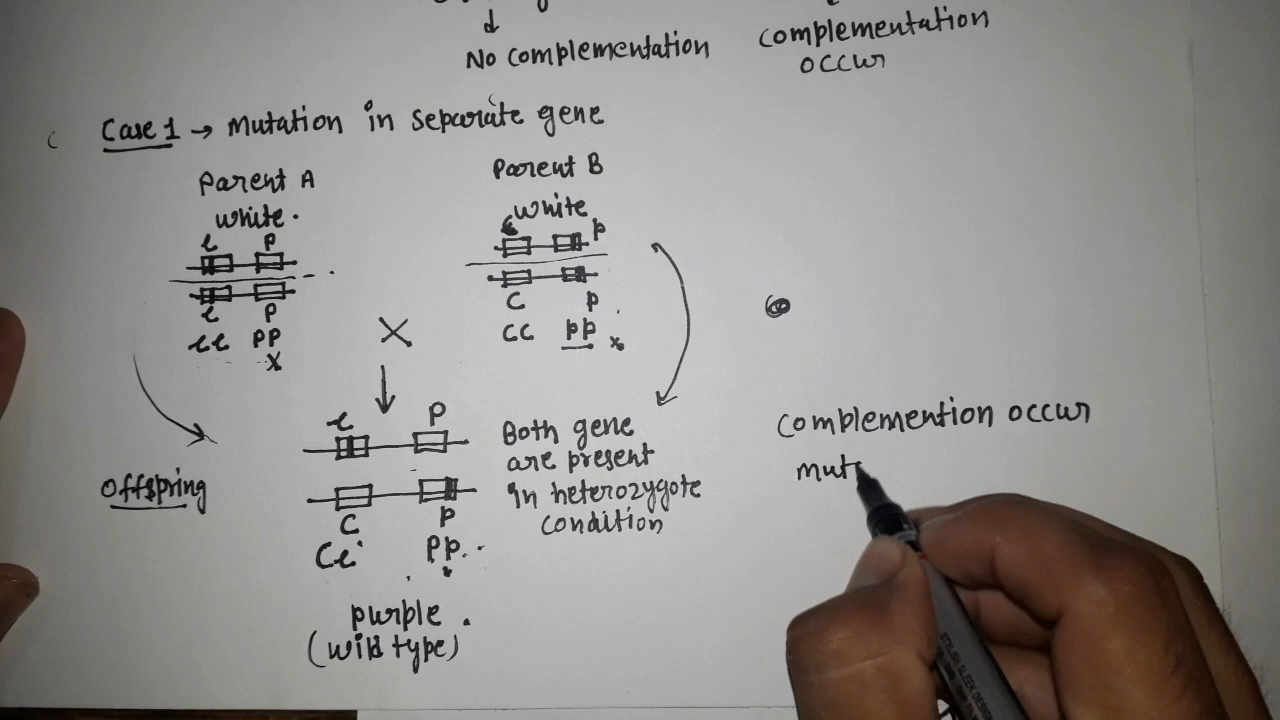 No complementation
complementation
occur
Case 1 → Mutation in separate gene
Parent A
white.
c P
c P
cc PP
x
Parent B
white
p
C p
CC pp x
X
c P
C p
Cc Pp
Offspring
Both gene
are present
in heterozygote
condition
purple.
(wild type)
complemention occur
mut